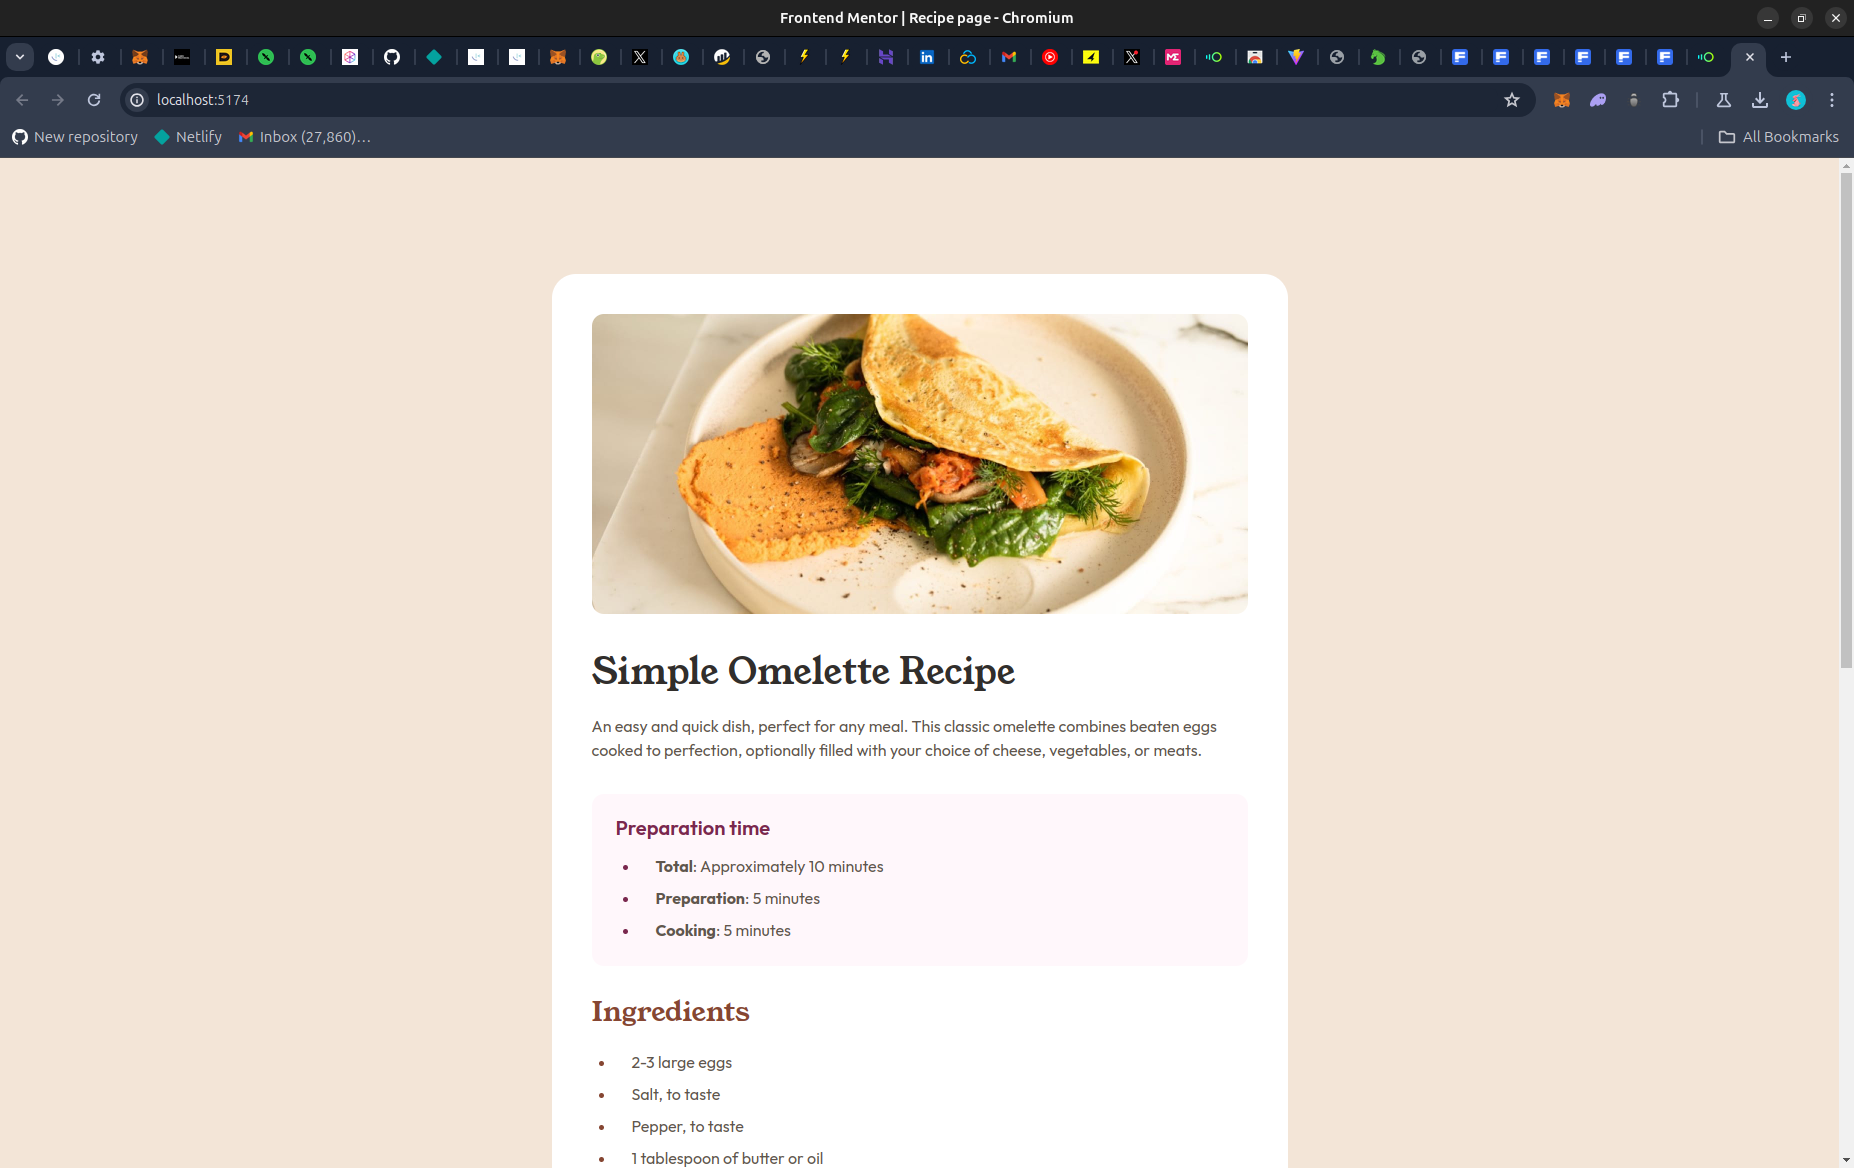 Frontend Mentor | Recipe page - Chromium
localhost:5174
New repository
Netlify
Inbox (27,860)...
All Bookmarks
Simple Omelette Recipe
An easy and quick dish, perfect for any meal. This classic omelette combines beaten eggs
cooked to perfection, optionally filled with your choice of cheese, vegetables, or meats.
Preparation time
• Total: Approximately 10 minutes
• Preparation: 5 minutes
• Cooking: 5 minutes
Ingredients
• 2-3 large eggs
• Salt, to taste
• Pepper, to taste
• 1 tablespoon of butter or oil